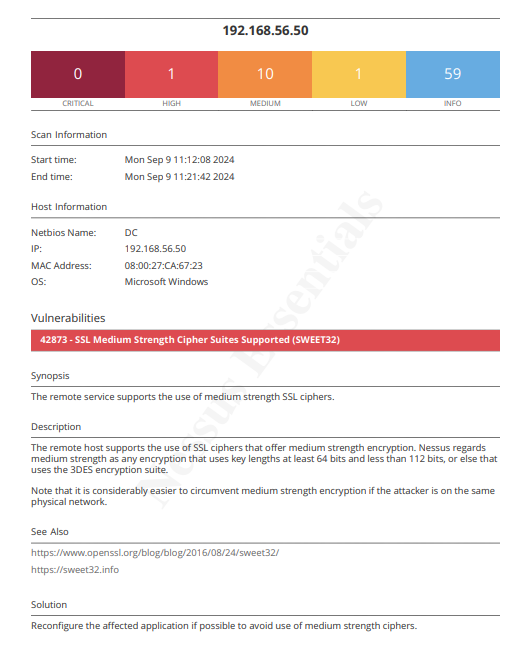 192.168.56.50
0 1 10 1 59
CRITICAL HIGH MEDIUM LOW INFO
Scan Information
Start time: Mon Sep 9 11:12:08 2024
End time: Mon Sep 9 11:21:42 2024
Host Information
Netbios Name: DC
IP: 192.168.56.50
MAC Address: 08:00:27:CA:67:23
OS: Microsoft Windows
Vulnerabilities
42873 - SSL Medium Strength Cipher Suites Supported (SWEET32)
Synopsis
The remote service supports the use of medium strength SSL ciphers.
Description
The remote host supports the use of SSL ciphers that offer medium strength encryption. Nessus regards
medium strength as any encryption that uses key lengths at least 64 bits and less than 112 bits, or else that
uses the 3DES encryption suite.
Note that it is considerably easier to circumvent medium strength encryption if the attacker is on the same
physical network.
See Also
https://www.openssl.org/blog/blog/2016/08/24/sweet32/
https://sweet32.info
Solution
Reconfigure the affected application if possible to avoid use of medium strength ciphers.
Nessus Essentials